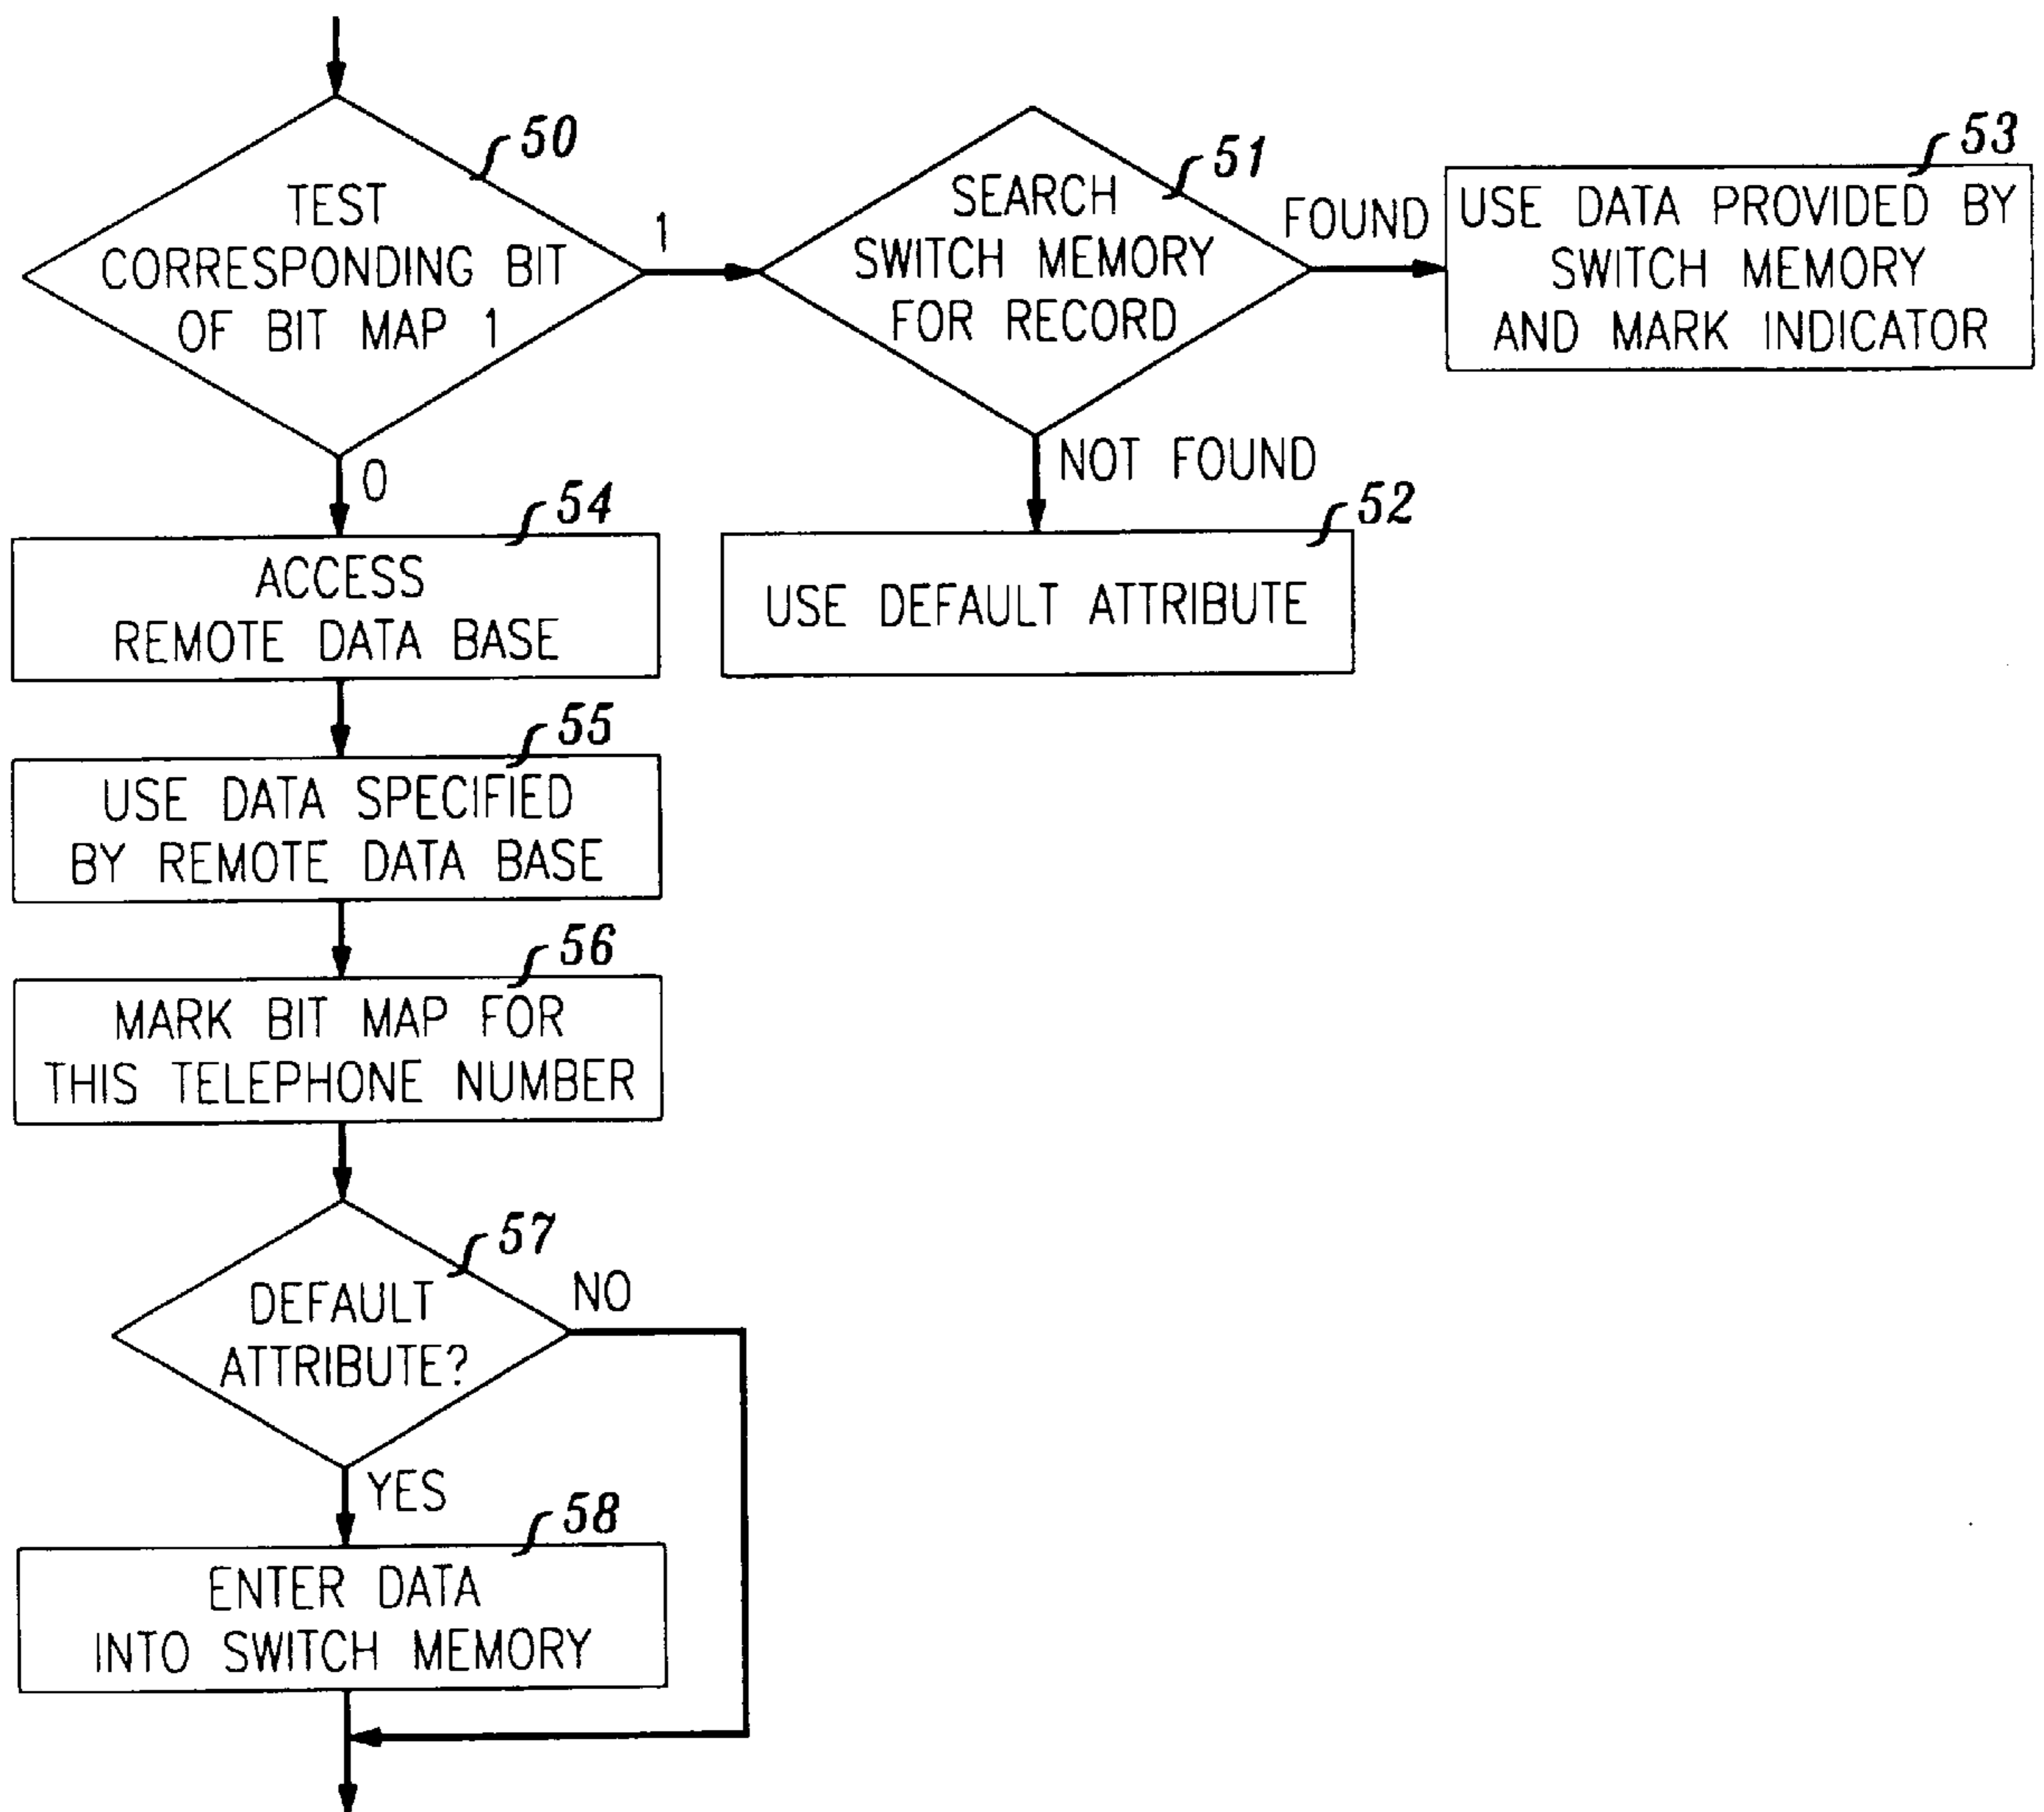 50
TEST
CORRESPONDING BIT
OF BIT MAP 1
1
0
51
SEARCH
SWITCH MEMORY
FOR RECORD
FOUND
NOT FOUND
53
USE DATA PROVIDED BY
SWITCH MEMORY
AND MARK INDICATOR
52
USE DEFAULT ATTRIBUTE
54
ACCESS
REMOTE DATA BASE
55
USE DATA SPECIFIED
BY REMOTE DATA BASE
56
MARK BIT MAP FOR
THIS TELEPHONE NUMBER
57
DEFAULT
ATTRIBUTE?
NO
YES
58
ENTER DATA
INTO SWITCH MEMORY